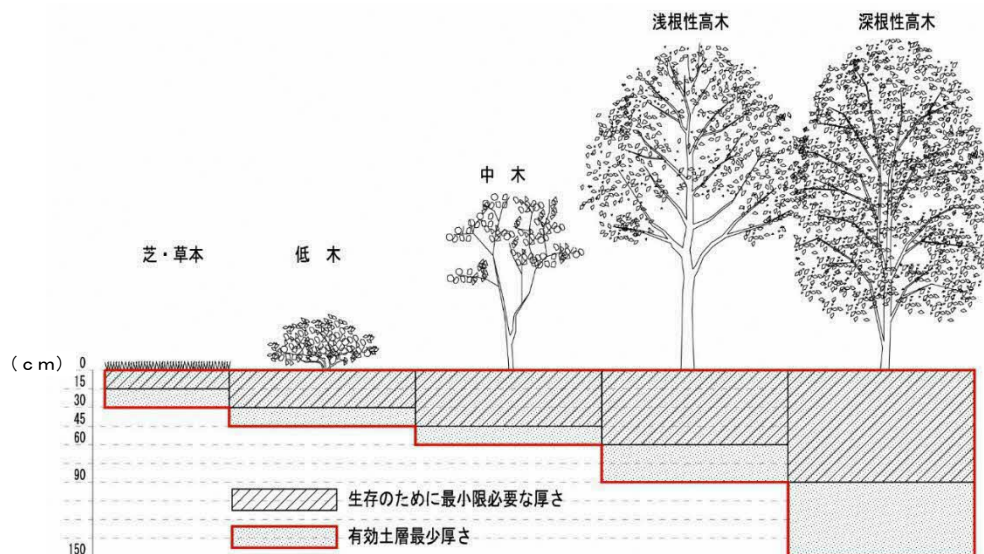 浅根性高木
深根性高木
中 木
芝・草本
低 木
(cm)
0
15
30
45
60
90
150
生存のために最小限必要な厚さ
有効土層最少厚さ